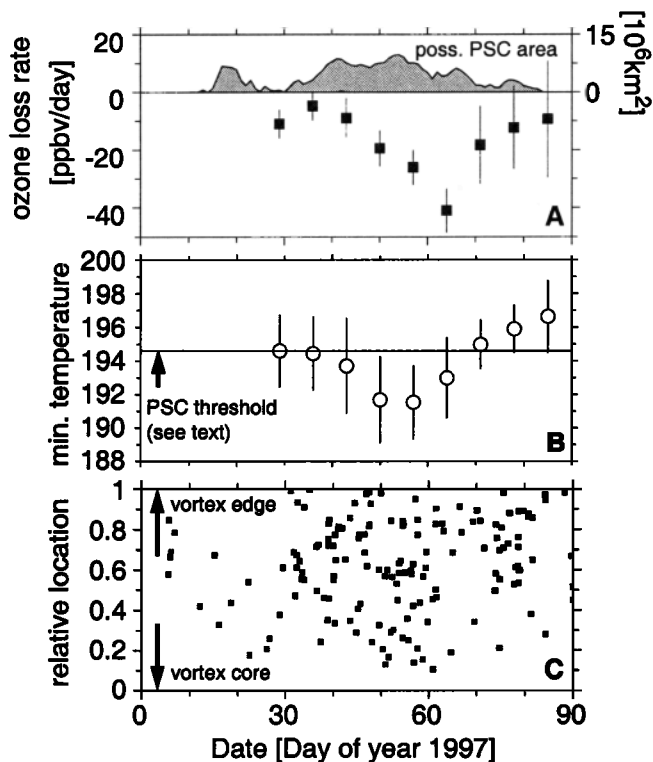 20
0
-20
-40
ozone loss rate
[ppbv/day]
poss. PSC area
15
0
[10⁶km²]
A
200
198
196
194
192
190
188
min. temperature
PSC threshold
(see text)
B
1
0.8
0.6
0.4
0.2
0
relative location
vortex edge
vortex core
C
0
30
60
90
Date [Day of year 1997]